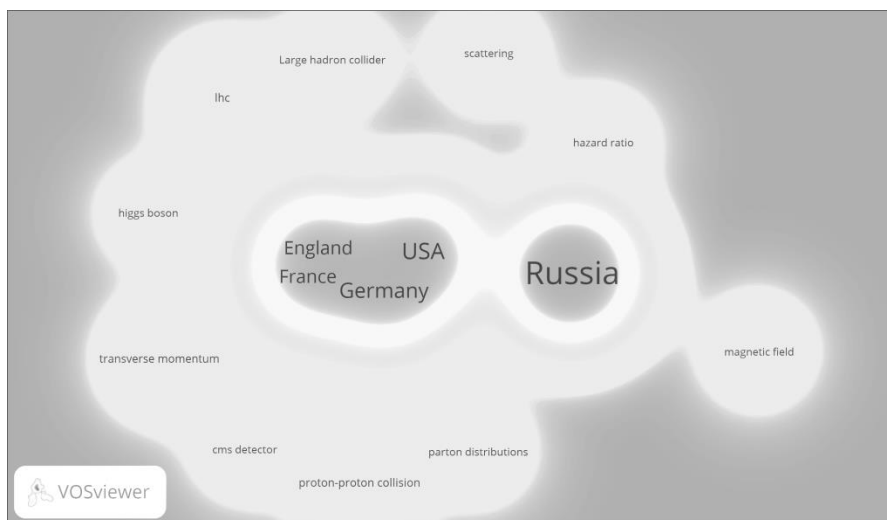 scattering
Large hadron collider
lhc
hazard ratio
higgs boson
England
USA
France
Germany
Russia
magnetic field
transverse momentum
cms detector
parton distributions
proton-proton collision
VOSviewer